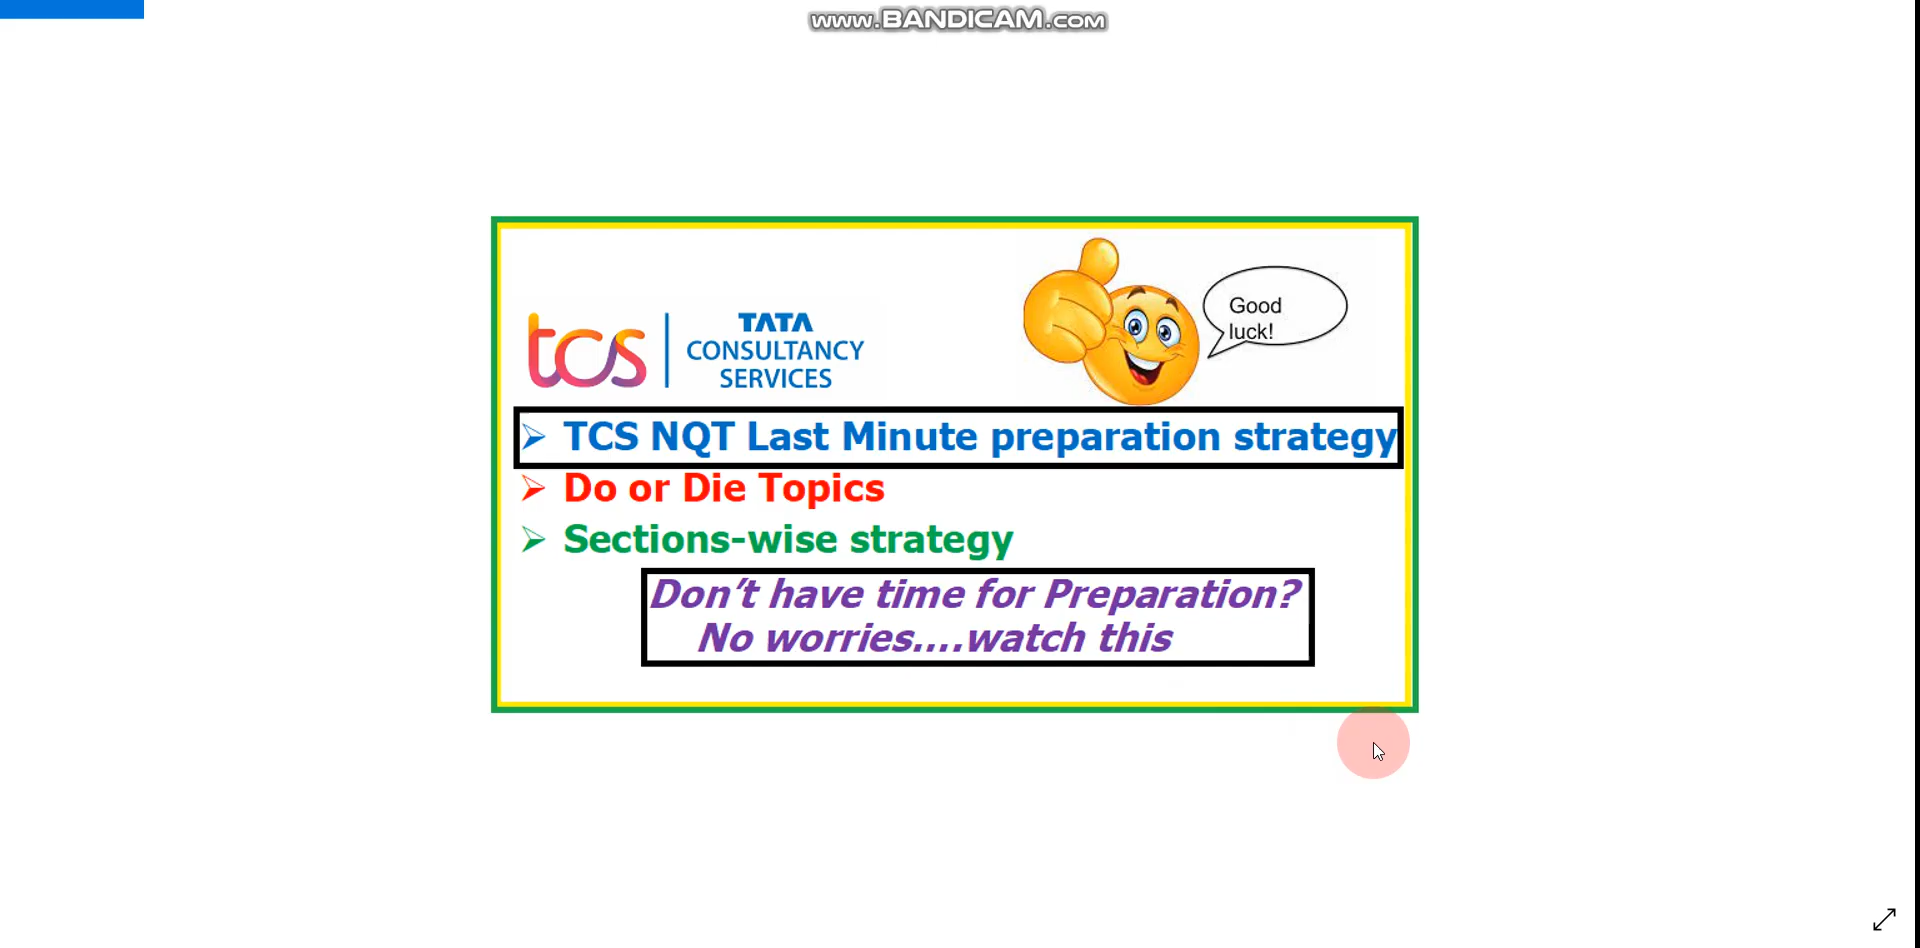 www.BANDICAM.com
Good
luck!
tcs
TATA
CONSULTANCY
SERVICES
➢ TCS NQT Last Minute preparation strategy
➢ Do or Die Topics
➢ Sections-wise strategy
Don’t have time for Preparation?
No worries....watch this